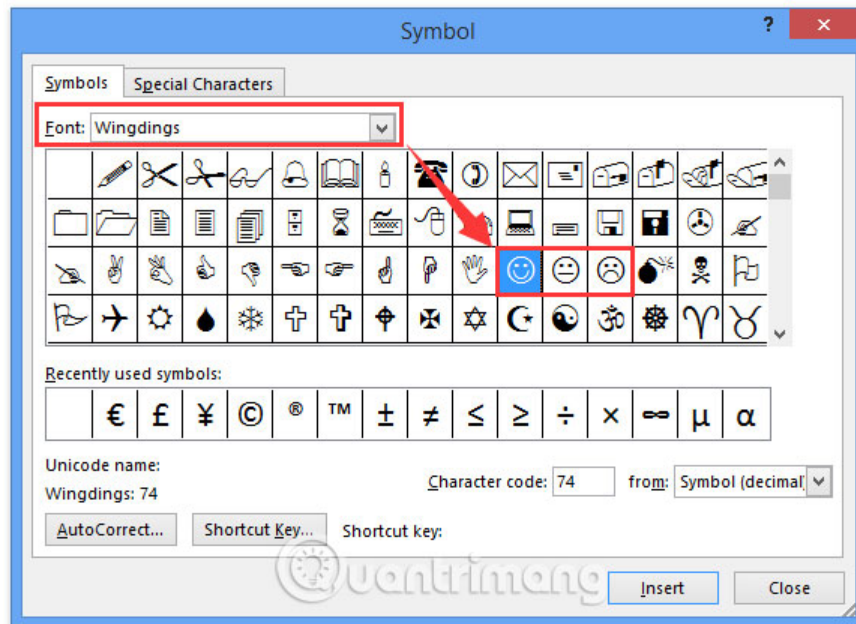 Symbol
?
Symbols
Special Characters
Font: Wingdings
Recently used symbols:
€ £ ¥ © ® ™ ± ≠ ≤ ≥ ÷ × ∞ µ α
Unicode name:
Wingdings: 74
Character code: 74 from: Symbol (decimal
AutoCorrect... Shortcut Key... Shortcut key:
Quantrimang
Insert Close